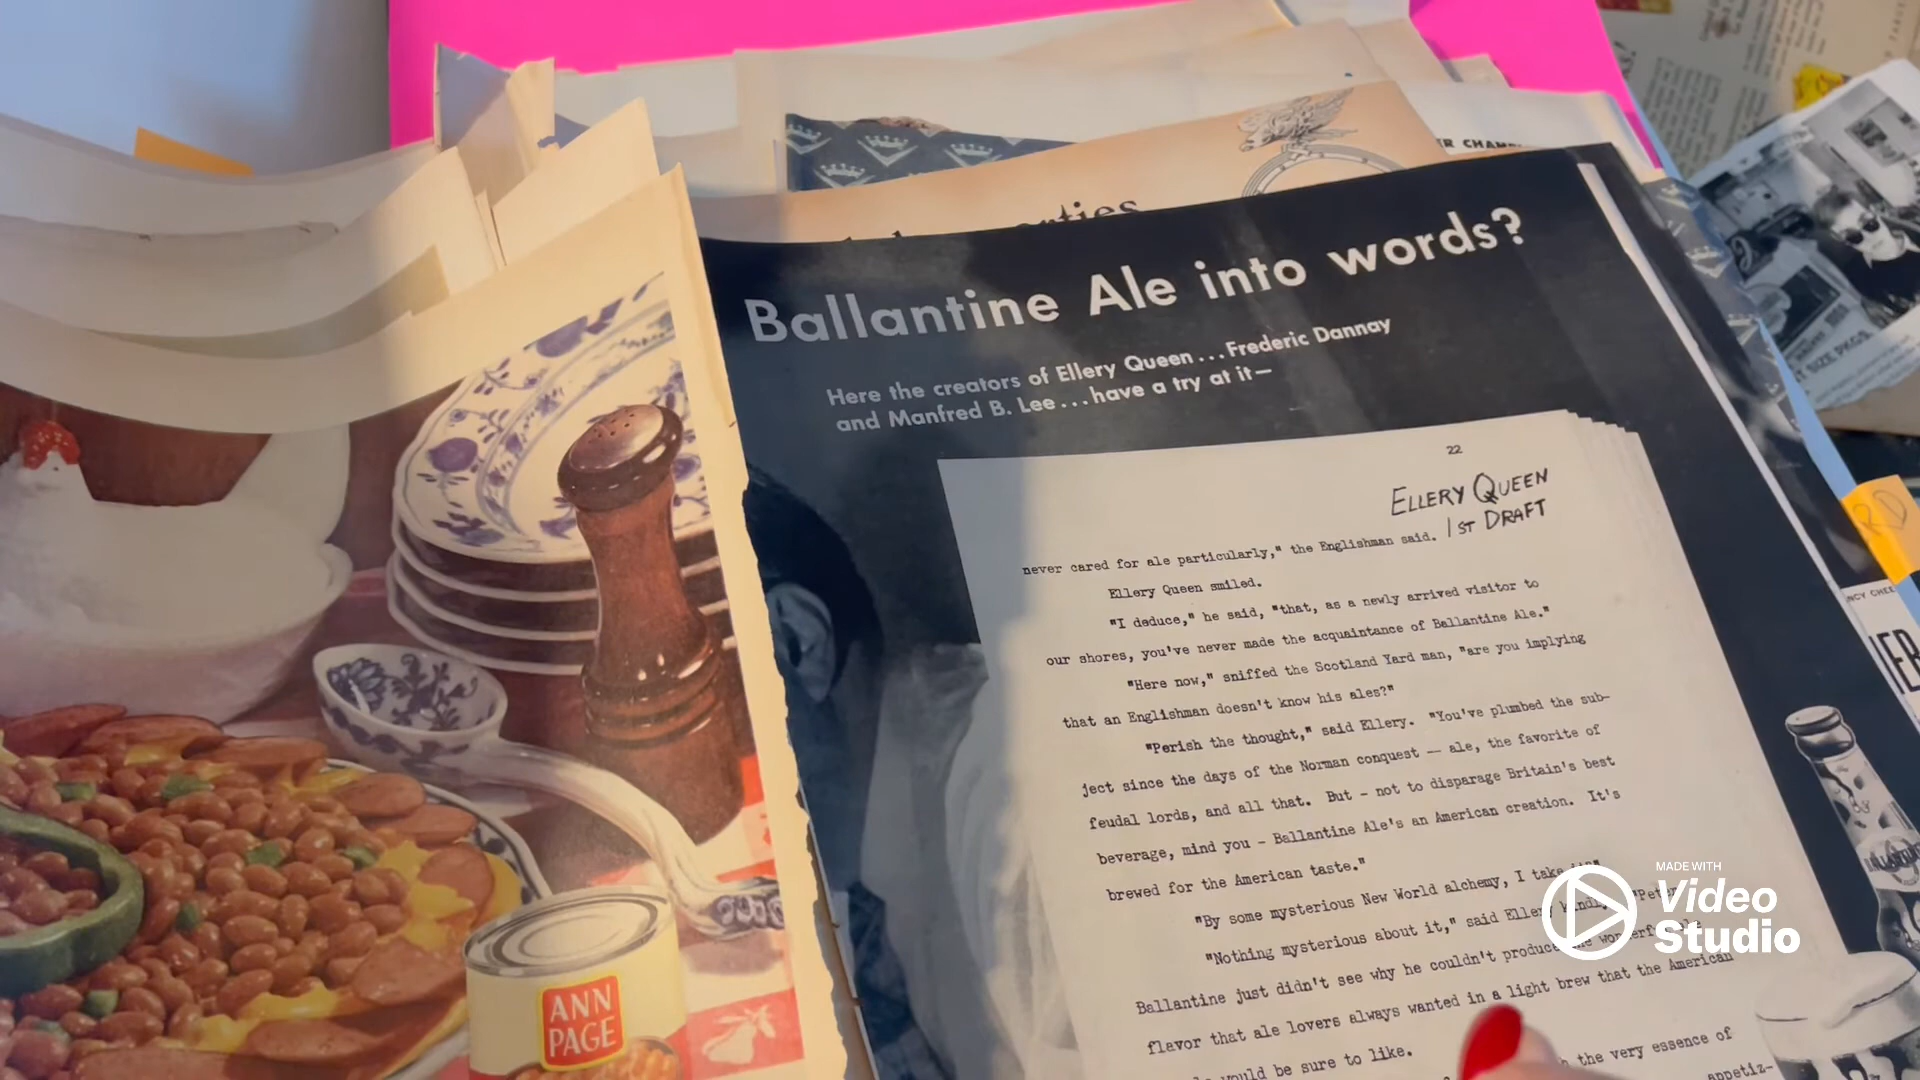 Ballantine Ale into words?
Here the creators of Ellery Queen...Frederic Dannay
and Manfred B. Lee...have a try at it—
22
ELLERY QUEEN
1ST DRAFT
never cared for ale particularly," the Englishman said.
Ellery Queen smiled.
"I deduce," he said, "that, as a newly arrived visitor to
our shores, you've never made the acquaintance of Ballantine Ale."
"Here now," sniffed the Scotland Yard man, "are you implying
that an Englishman doesn't know his ales?"
"Perish the thought," said Ellery. "You've plumbed the sub-
ject since the days of the Norman conquest — ale, the favorite of
feudal lords, and all that. But - not to disparage Britain's best
beverage, mind you - Ballantine Ale's an American creation. It's
brewed for the American taste."
"By some mysterious New World alchemy, I take
"Nothing mysterious about it," said Ellery kindly.
Ballantine just didn't see why he couldn't produce the wonderful
flavor that ale lovers always wanted in a light brew that the American
would be sure to like.
the very essence of
appetiz-
ANN
PAGE
RD
SIZE PKGS.
MADE WITH
Video
Studio